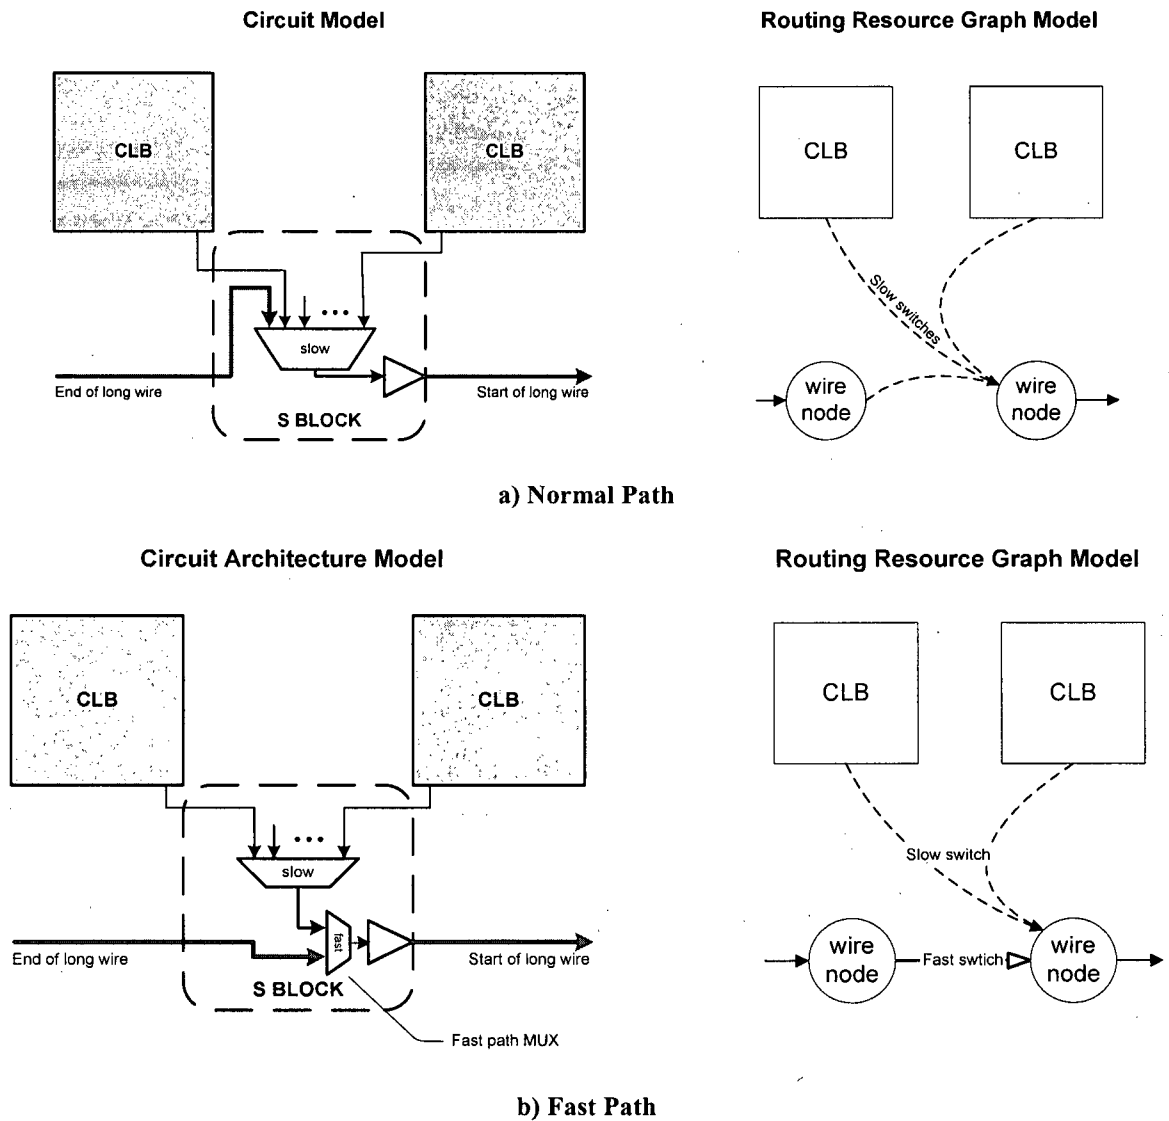 Circuit Model
Routing Resource Graph Model
CLB
CLB
CLB
CLB
Slow switches
slow
End of long wire
Start of long wire
S BLOCK
wire
node
wire
node
a) Normal Path
Circuit Architecture Model
Routing Resource Graph Model
CLB
CLB
CLB
CLB
slow
fast
End of long wire
Start of long wire
S BLOCK
Fast path MUX
Slow switch
wire
node
Fast swtich
wire
node
b) Fast Path